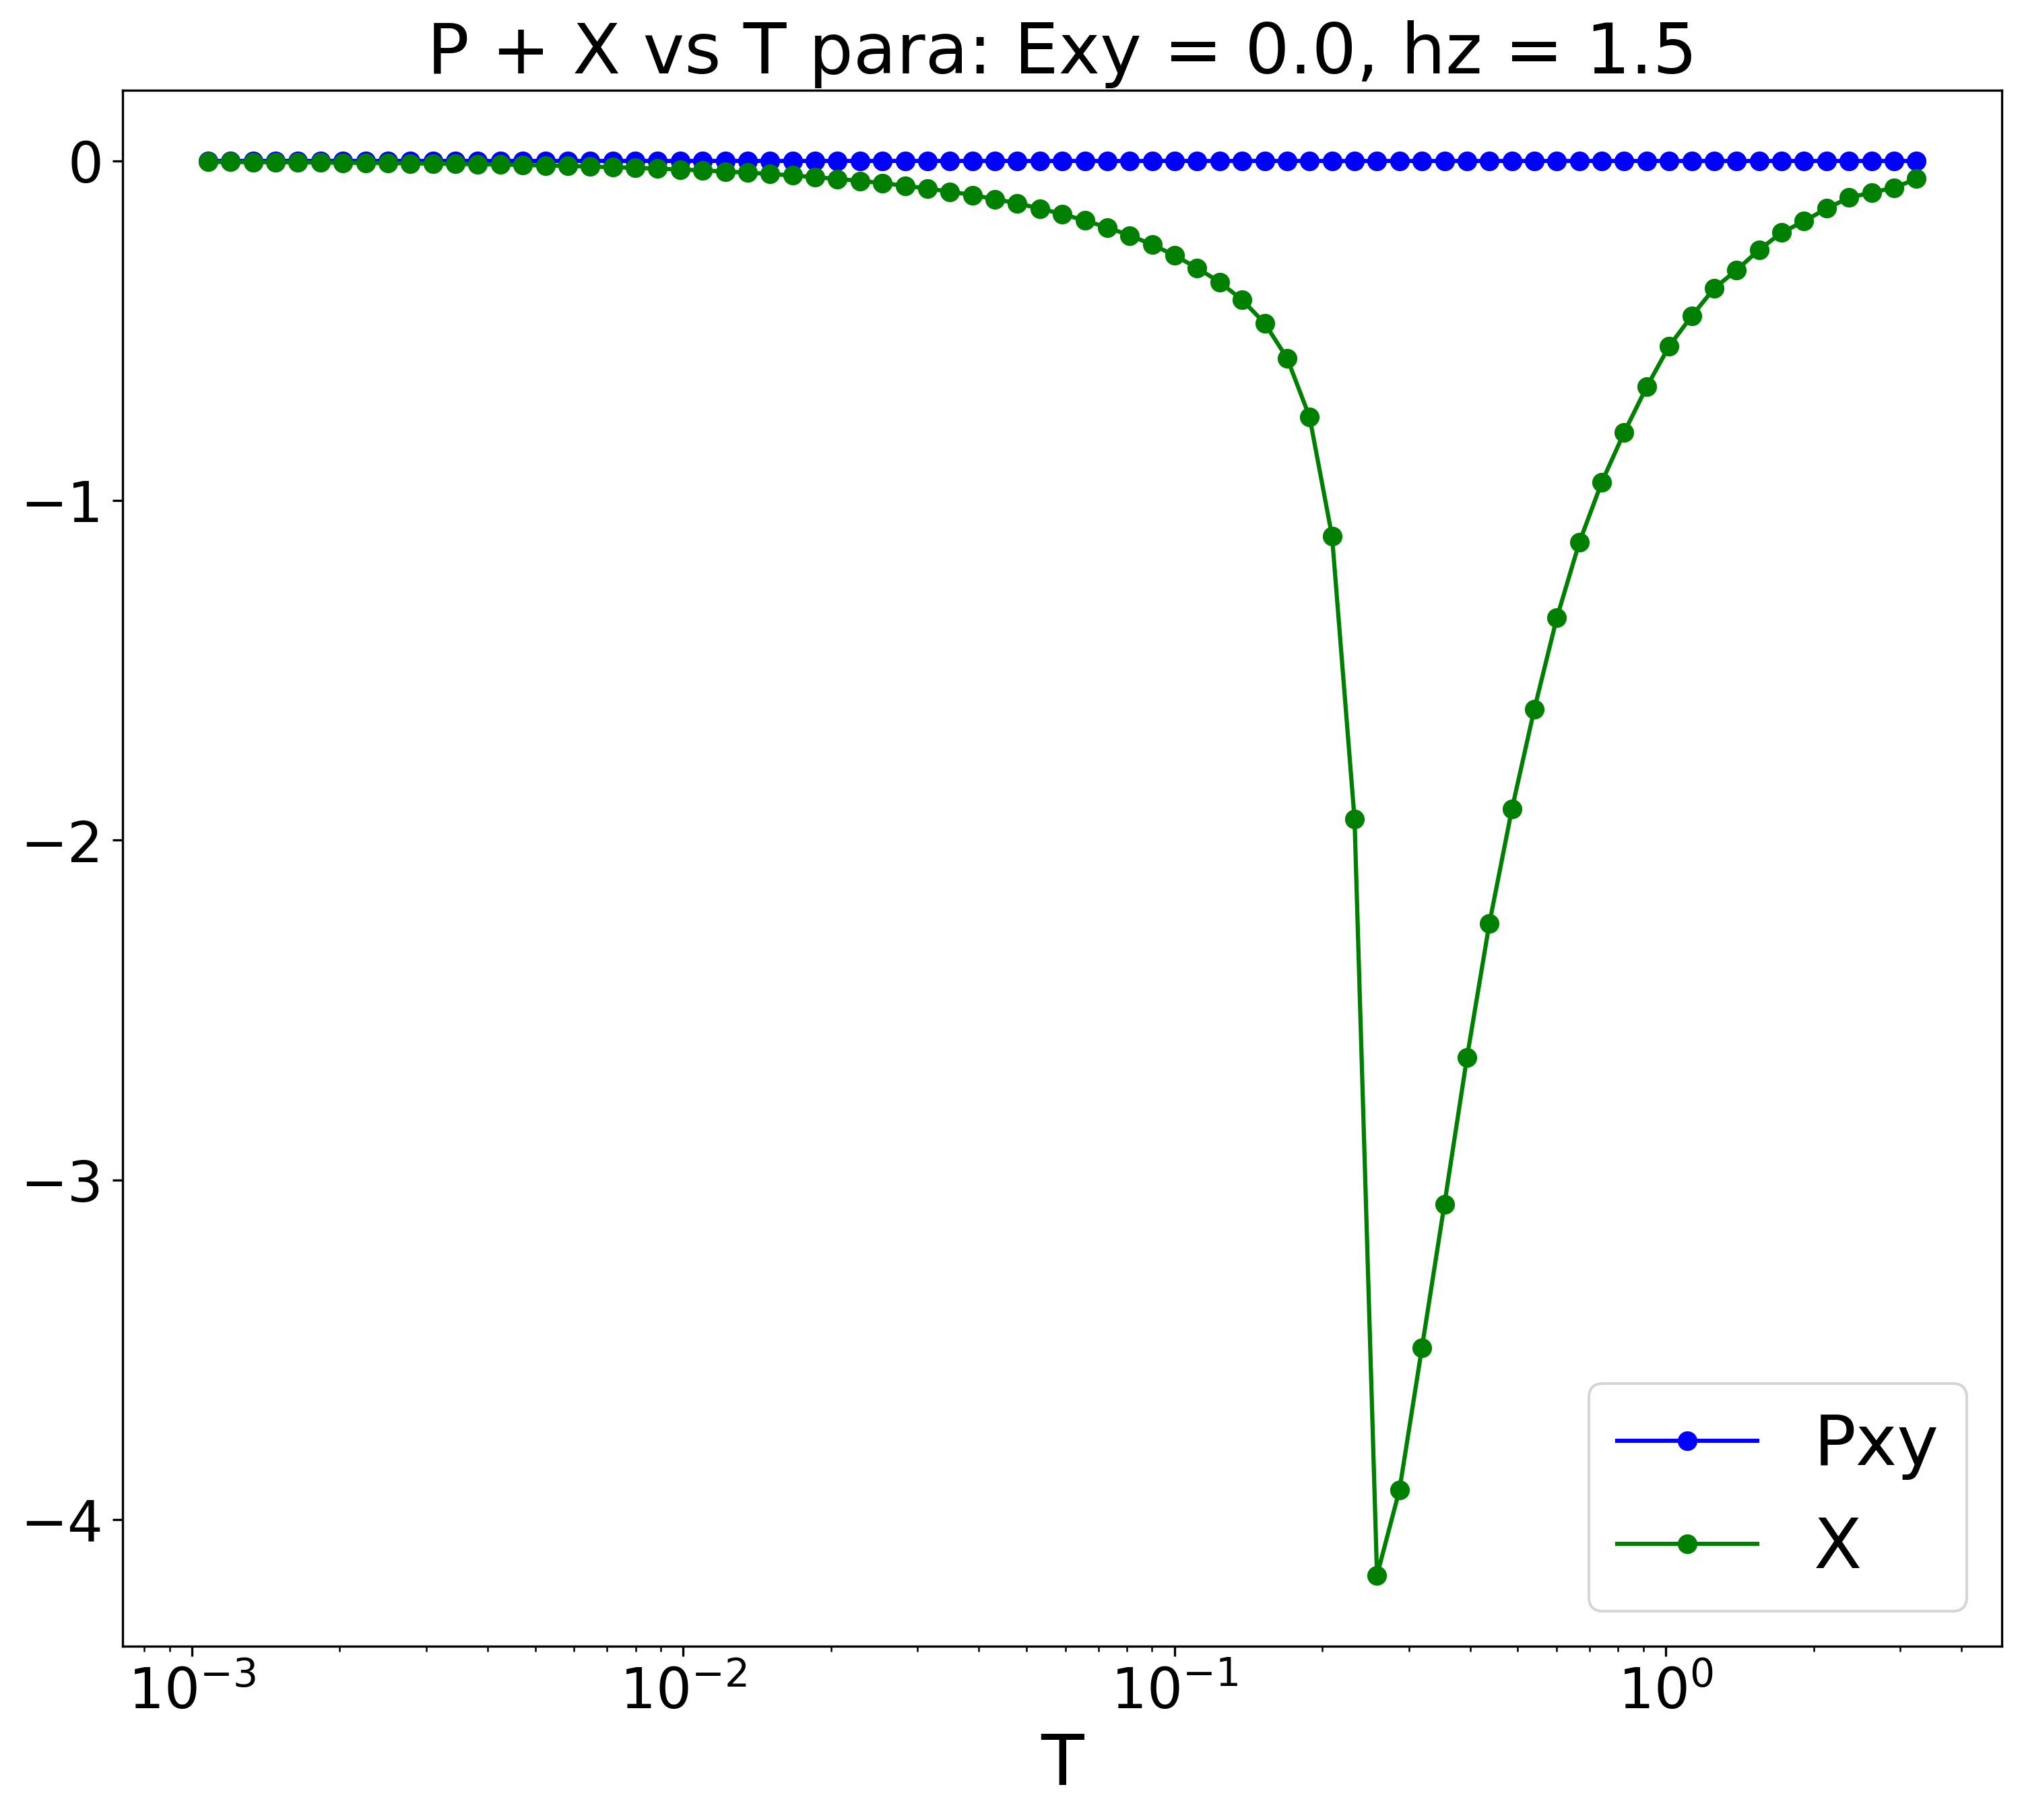 P + X vs T para: Exy = 0.0, hz = 1.5
0
−1
−2
−3
−4
Pxy
X
10⁻³ 10⁻² 10⁻¹ 10⁰
T